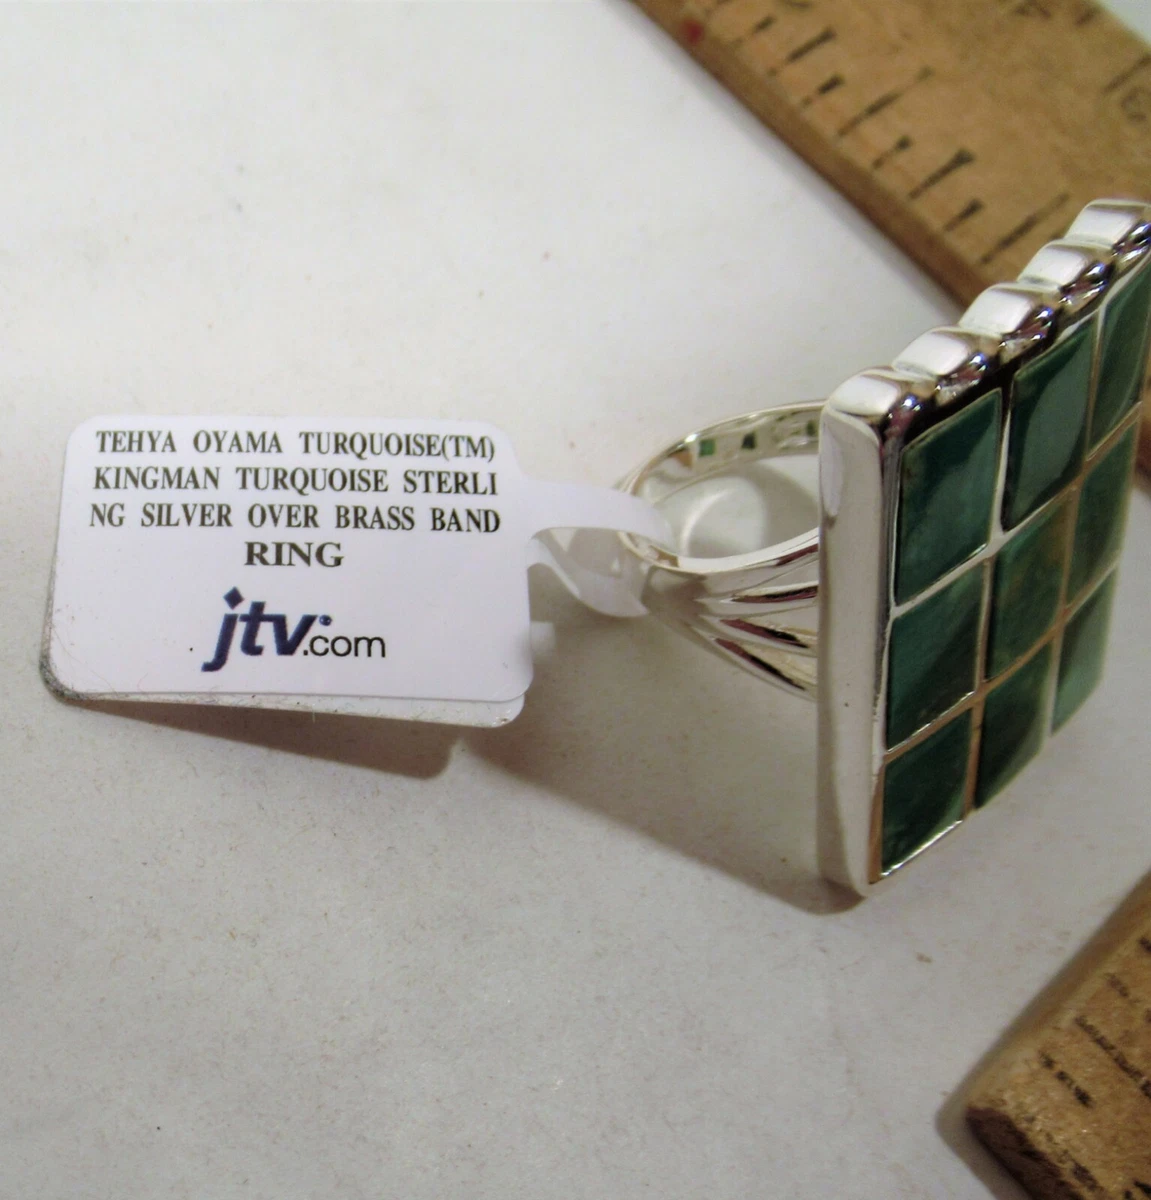 TEHYA OYAMA TURQUOISE(TM)
KINGMAN TURQUOISE STERLI
NG SILVER OVER BRASS BAND
RING
jtv.com